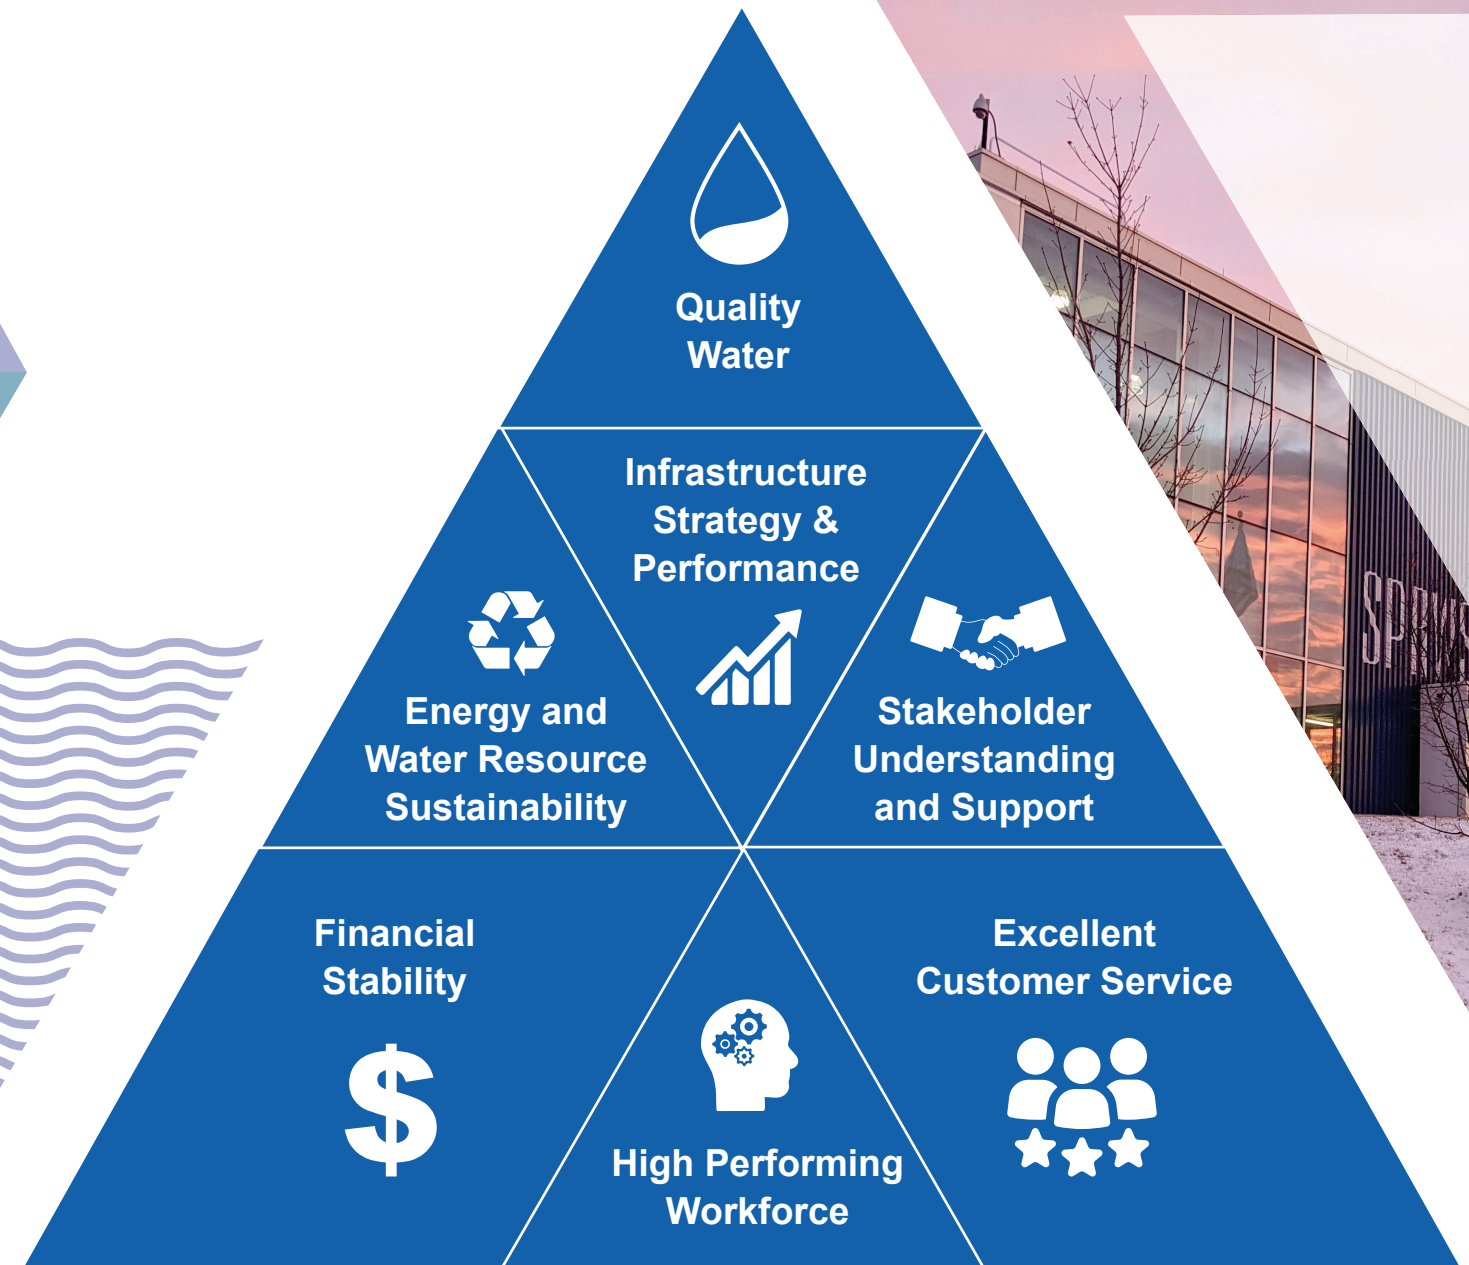 Quality
Water
Infrastructure
Strategy &
Performance
Energy and
Water Resource
Sustainability
Stakeholder
Understanding
and Support
Financial
Stability
$
High Performing
Workforce
Excellent
Customer Service